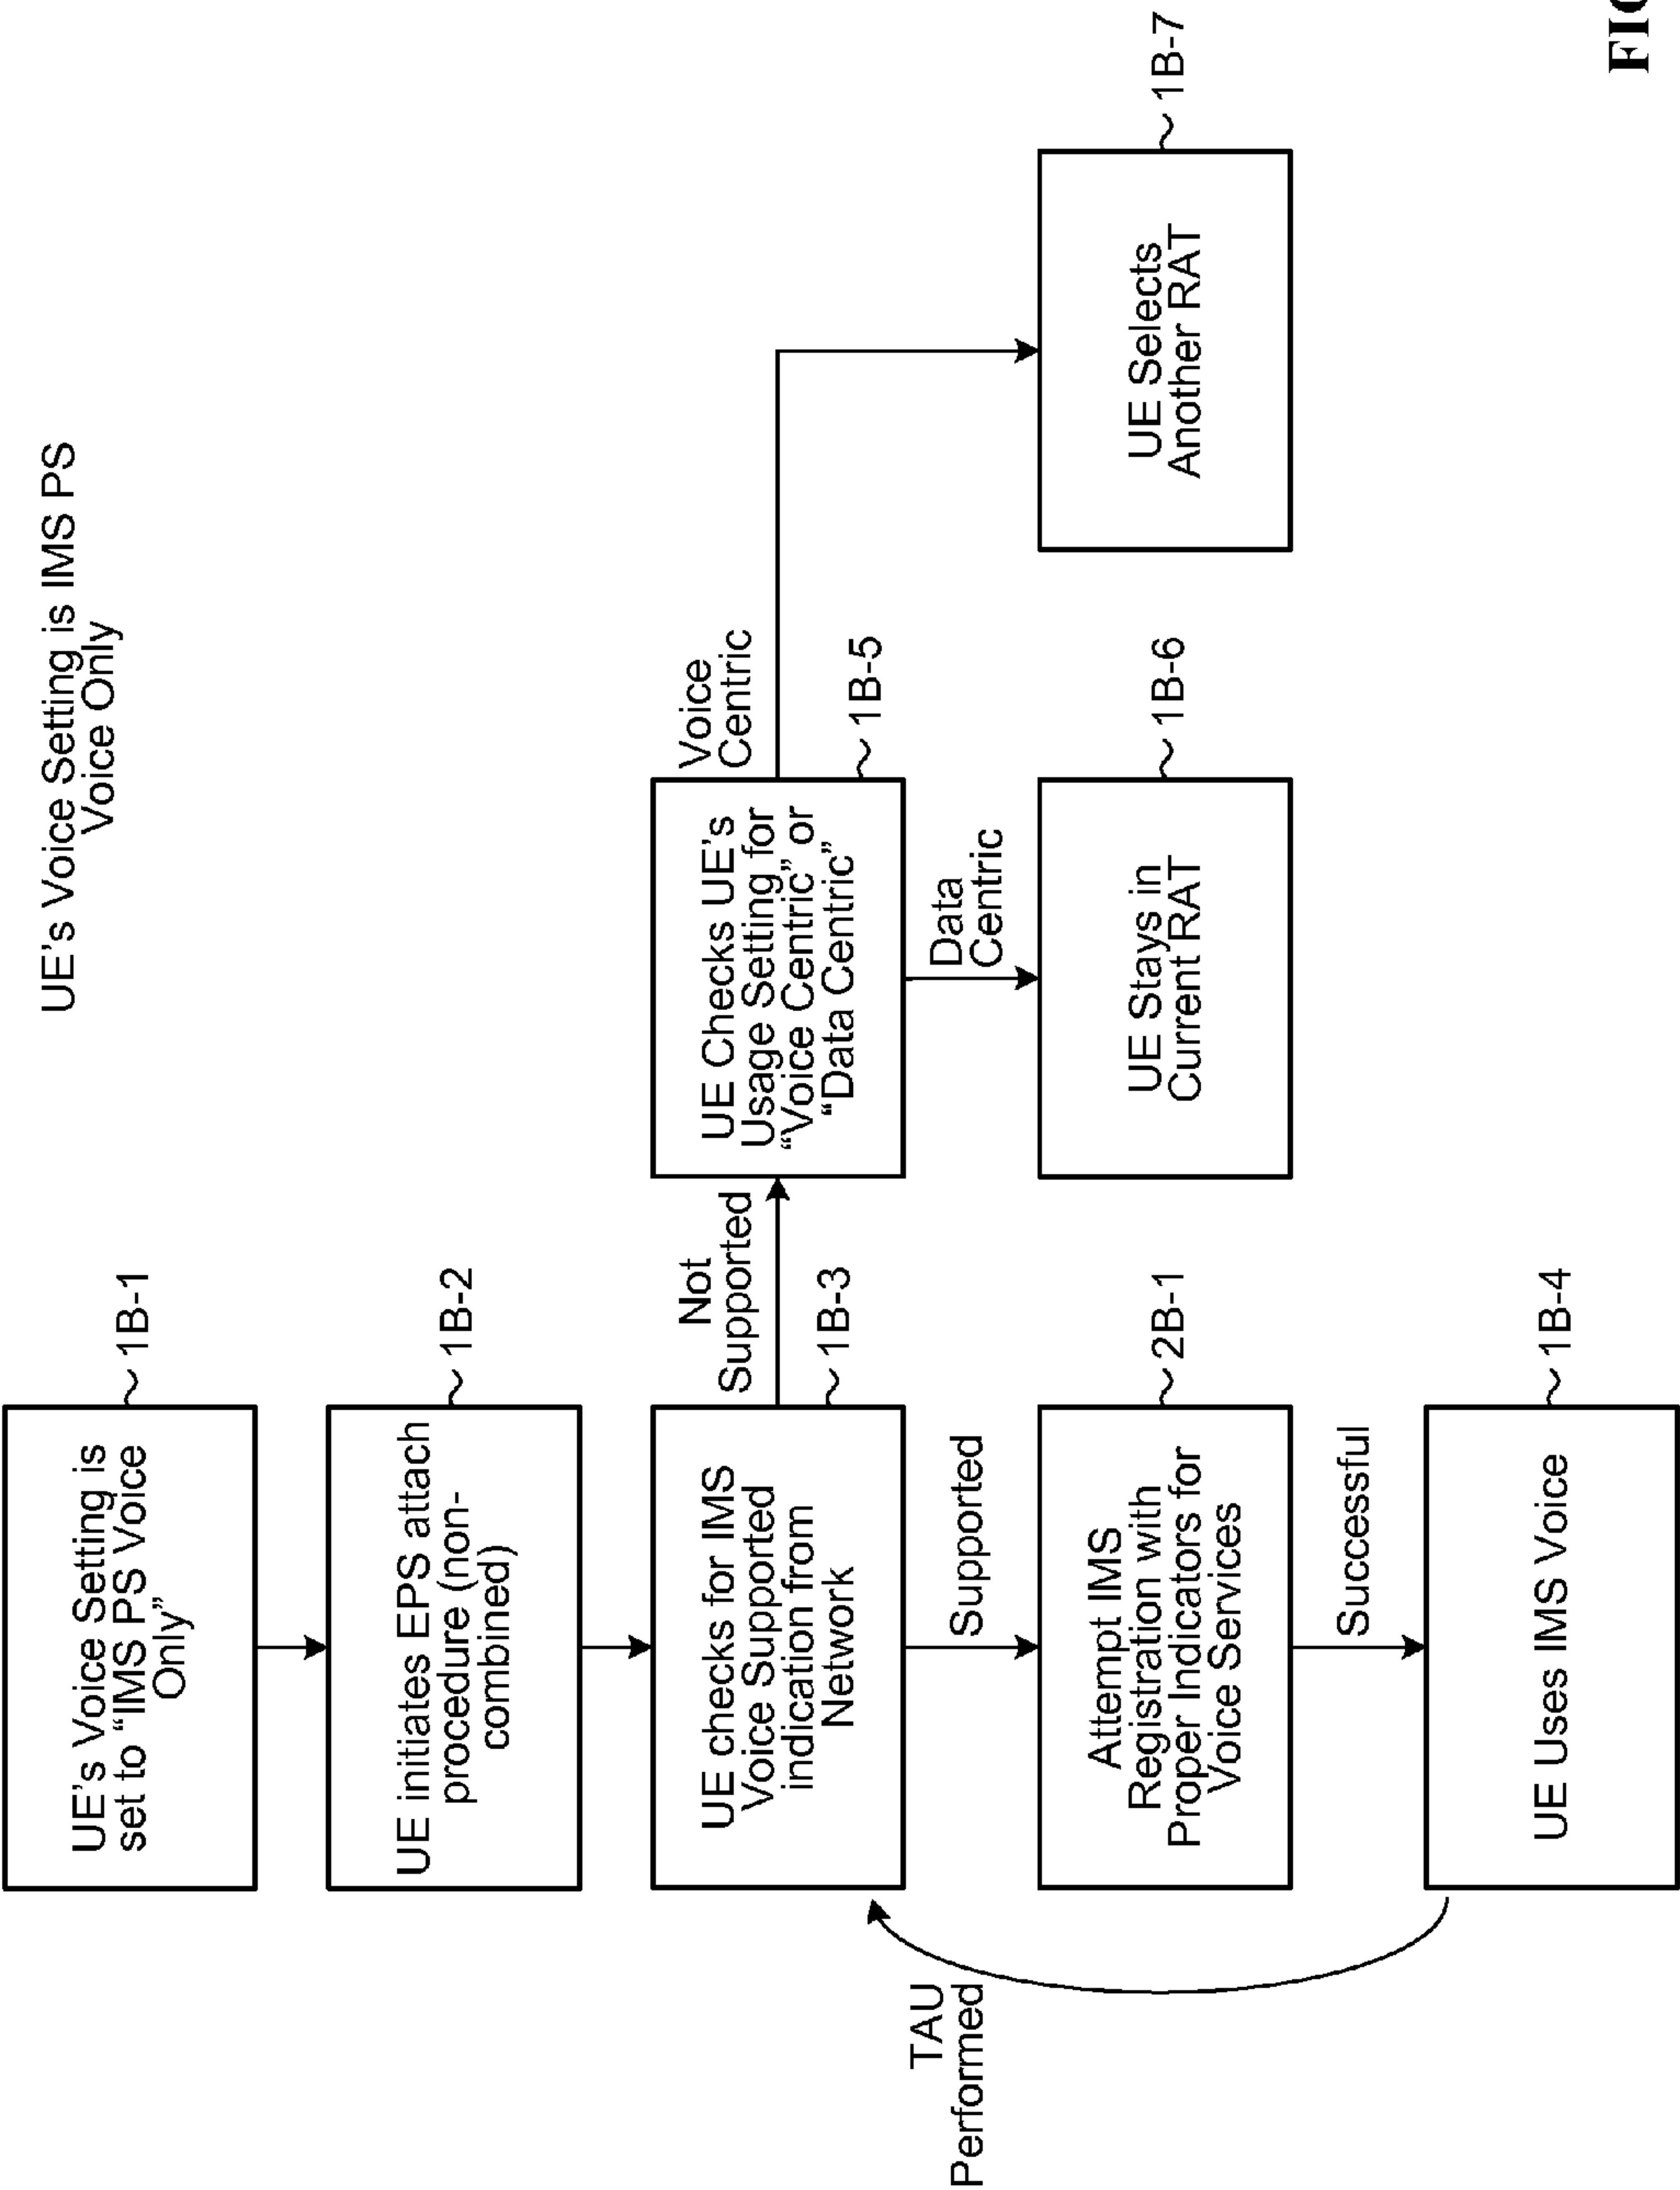 UE's Voice Setting is IMS PS
Voice Only
UE's Voice Setting is
set to “IMS PS Voice
Only”
1B-1
UE initiates EPS attach
procedure (non-
combined)
1B-2
UE checks for IMS
Voice Supported
indication from
Network
1B-3
Not
Supported
UE Checks UE's
Usage Setting for
“Voice Centric” or
“Data Centric”
1B-5
Voice
Centric
Supported
Data
Centric
TAU
Performed
Attempt IMS
Registration with
Proper Indicators for
Voice Services
2B-1
UE Stays in
Current RAT
1B-6
UE Selects
Another RAT
1B-7
Successful
UE Uses IMS Voice
1B-4